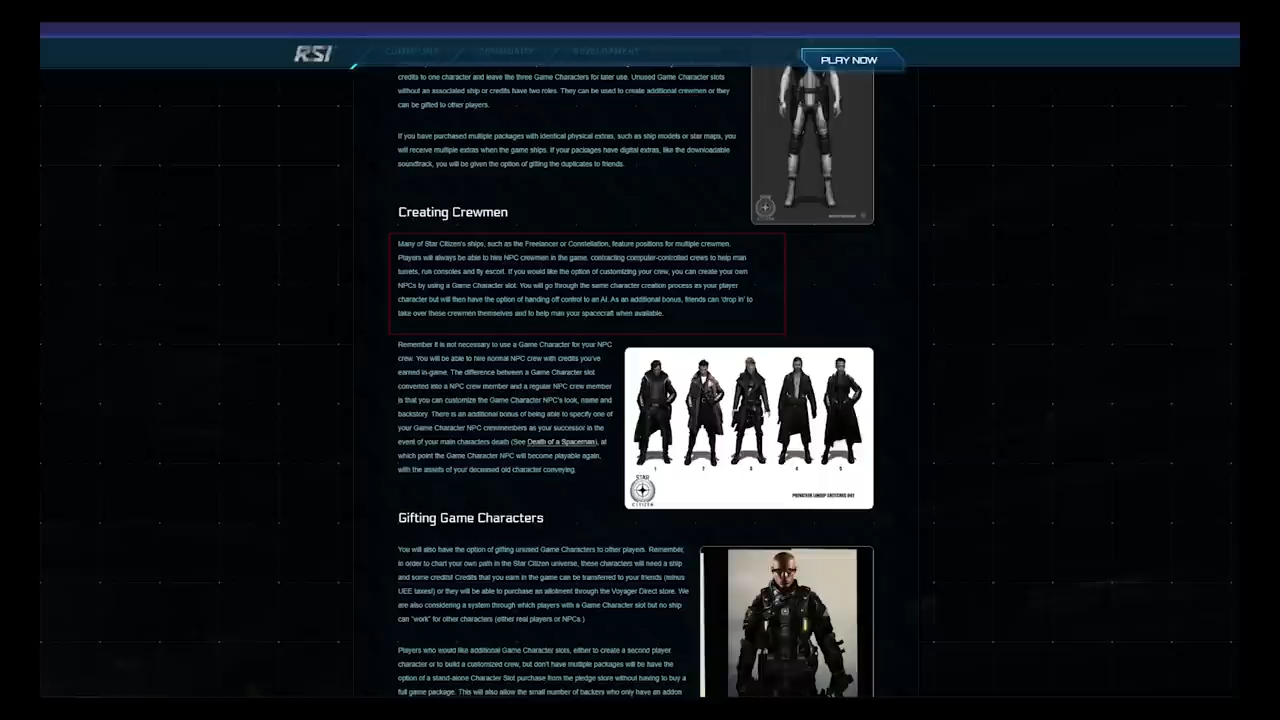 RSI
COMM-LINK
COMMUNITY
DEVELOPMENT
PLAY NOW
credits to one character and leave the three Game Characters for later use. Unused Game Character slots
without an associated ship or credits have two roles. They can be used to create additional crewmen or they
can be gifted to other players.
If you have purchased multiple packages with identical physical extras, such as ship models or star maps, you
will receive multiple extras when the game ships. If your packages have digital extras, like the downloadable
soundtrack, you will be given the option of gifting the duplicates to friends.
Creating Crewmen
Many of Star Citizen's ships, such as the Freelancer or Constellation, feature positions for multiple crewmen.
Players will always be able to hire NPC crewmen in the game, contracting computer-controlled crews to help man
turrets, run consoles and fly escort. If you would like the option of customizing your crew, you can create your own
NPCs by using a Game Character slot. You will go through the same character creation process as your player
character but will then have the option of handing off control to an AI. As an additional bonus, friends can 'drop in' to
take over these crewmen themselves and to help man your spacecraft when available.
Remember it is not necessary to use a Game Character for your NPC
crew. You will be able to hire normal NPC crew with credits you've
earned in-game. The difference between a Game Character slot
converted into a NPC crew member and a regular NPC crew member
is that you can customize the Game Character NPC's look, name and
backstory. There is an additional bonus of being able to specify one of
your Game Character NPC crewmembers as your successor in the
event of your main characters death (See Death of a Spaceman), at
which point the Game Character NPC will become playable again,
with the assets of your deceased old character conveying.
1 2 3 4 5
STAR
CITIZEN
PRIVATEER LINEUP SKETCHES 001
Gifting Game Characters
You will also have the option of gifting unused Game Characters to other players. Remember,
in order to chart your own path in the Star Citizen universe, these characters will need a ship
and some credits! Credits that you earn in the game can be transferred to your friends (minus
UEE taxes!) or they will be able to purchase an allotment through the Voyager Direct store. We
are also considering a system through which players with a Game Character slot but no ship
can "work" for other characters (either real players or NPCs.)
Players who would like additional Game Character slots, either to create a second player
character or to build a customized crew, but don't have multiple packages will be have the
option of a stand-alone Character Slot purchase from the pledge store without having to buy a
full game package. This will also allow the small number of backers who only have an addon